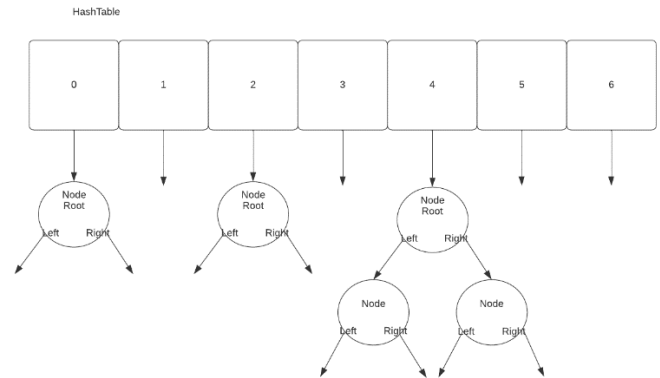 HashTable
0
1
2
3
4
5
6
Node
Root
Left
Right
Node
Root
Left
Right
Node
Root
Left
Right
Node
Left
Right
Node
Left
Right